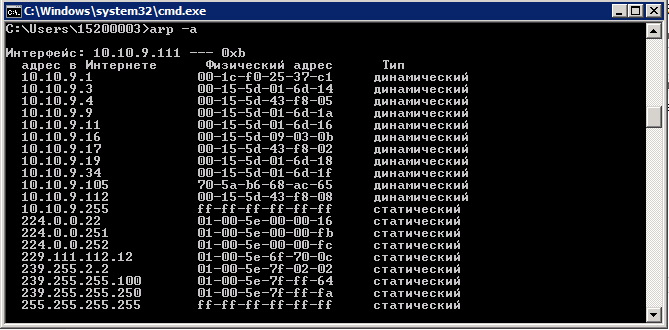 C:\Windows\system32\cmd.exe
C:\Users\15200003>arp -a
Интерфейс: 10.10.9.111 --- 0xb
адрес в Интернете Физический адрес Тип
10.10.9.1 00-1c-f0-25-37-c1 динамический
10.10.9.3 00-15-5d-01-6d-14 динамический
10.10.9.4 00-15-5d-43-f8-05 динамический
10.10.9.9 00-15-5d-01-6d-1a динамический
10.10.9.11 00-15-5d-01-6d-16 динамический
10.10.9.16 00-15-5d-09-03-0b динамический
10.10.9.17 00-15-5d-43-f8-02 динамический
10.10.9.19 00-15-5d-01-6d-18 динамический
10.10.9.34 00-15-5d-01-6d-1f динамический
10.10.9.105 70-5a-b6-68-ac-65 динамический
10.10.9.112 00-15-5d-43-f8-08 динамический
10.10.9.255 ff-ff-ff-ff-ff-ff статический
224.0.0.22 01-00-5e-00-00-16 статический
224.0.0.251 01-00-5e-00-00-fb статический
224.0.0.252 01-00-5e-00-00-fc статический
229.111.112.12 01-00-5e-6f-70-0c статический
239.255.2.2 01-00-5e-7f-02-02 статический
239.255.255.100 01-00-5e-7f-ff-64 статический
239.255.255.250 01-00-5e-7f-ff-fa статический
255.255.255.255 ff-ff-ff-ff-ff-ff статический